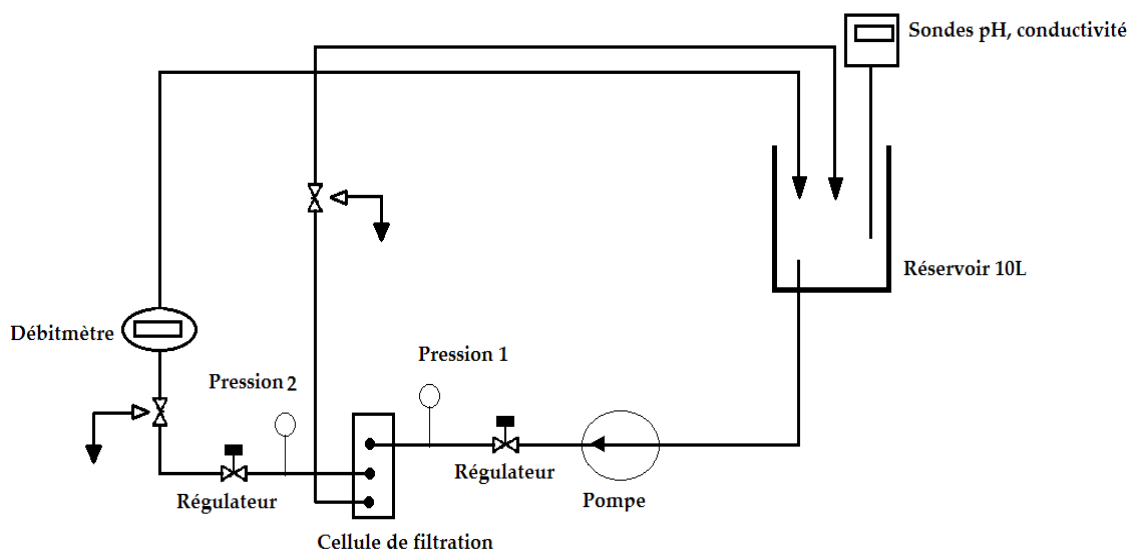 Sondes pH, conductivité
Réservoir 10L
Débitmètre
Pression 1
Pression 2
Régulateur
Régulateur
Pompe
Cellule de filtration